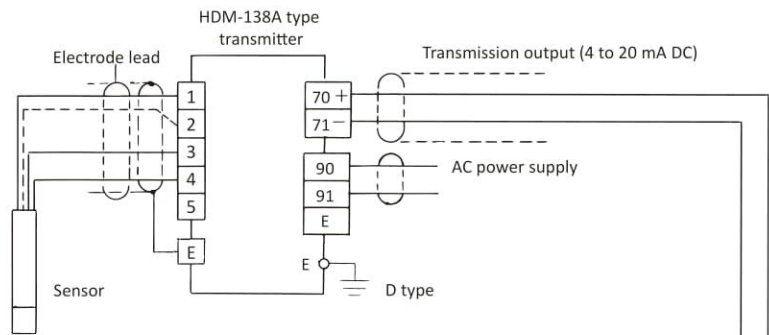 HDM-138A type
transmitter
Electrode lead
Transmission output (4 to 20 mA DC)
1
2
3
4
5
E
70 +
71 −
90
91
E
AC power supply
E
D type
Sensor